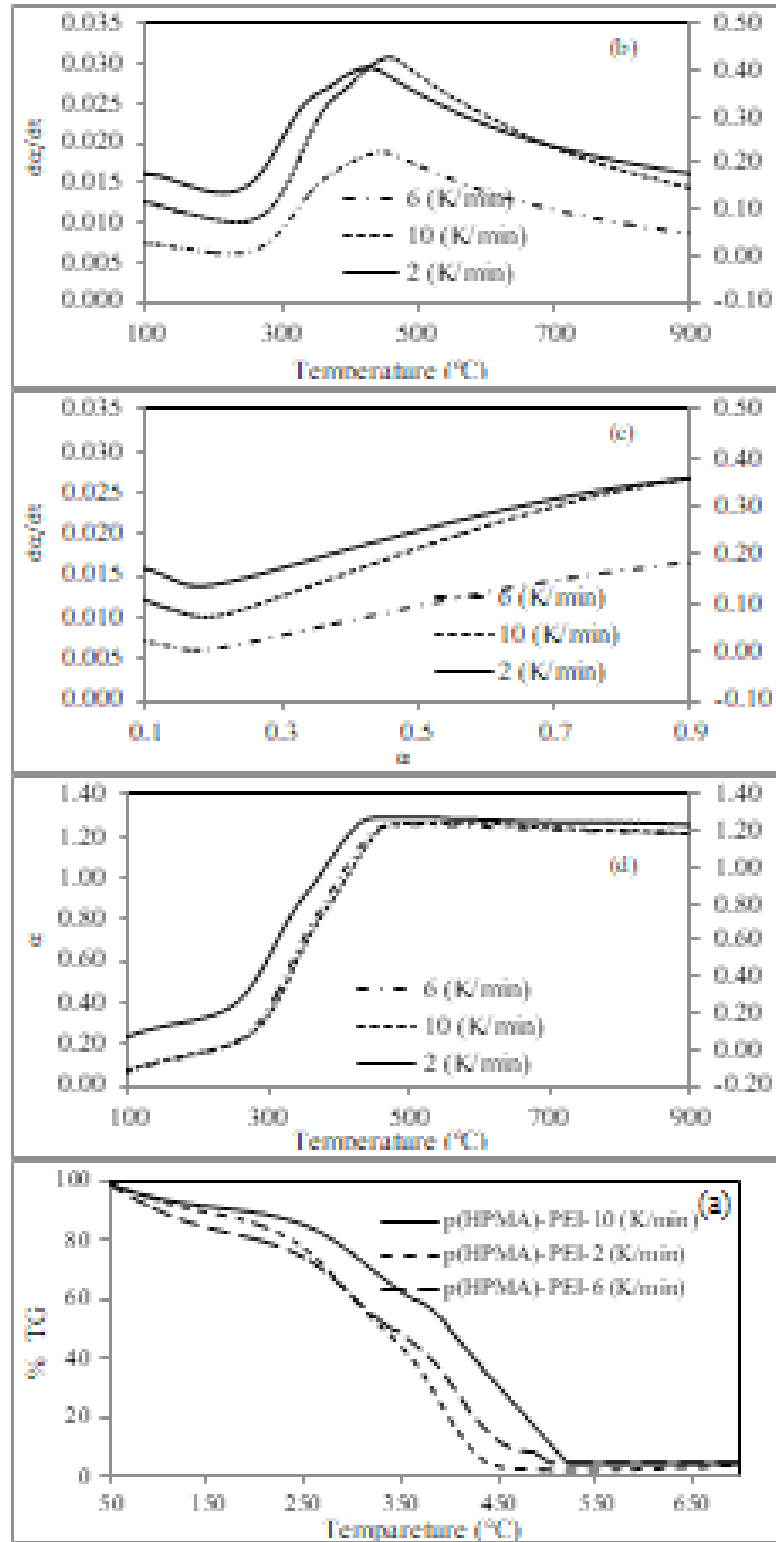 0.035 0.50
(b)
0.030 0.40
0.025 0.30
dα/dt
0.020
0.20
0.015
6 (K/min)
0.10
0.010
10 (K/min)
0.00
0.005
2 (K/min)
0.000 -0.10
100 300 500 700 900
Temperature (°C)
0.035 0.50
(c)
0.030 0.40
0.025 0.30
dα/dt
0.020
0.20
0.015
6 (K/min)
0.10
0.010
10 (K/min)
0.00
0.005
2 (K/min)
0.000 -0.10
0.1 0.3 0.5 0.7 0.9
α
1.40 1.40
1.20 1.20
(d)
1.00 1.00
0.80 0.80
α
0.60
0.60 0.40
6 (K/min)
0.40 0.20
10 (K/min)
0.20 0.00
2 (K/min)
0.00 -0.20
100 300 500 700 900
Temperature (°C)
100
(a)
p(HPMA)-PEI-10 (K/min)
80
p(HPMA)-PEI-2 (K/min)
p(HPMA)-PEI-6 (K/min)
60
% TG
40
20
0
50 150 250 350 450 550 650
Tempareture (°C)